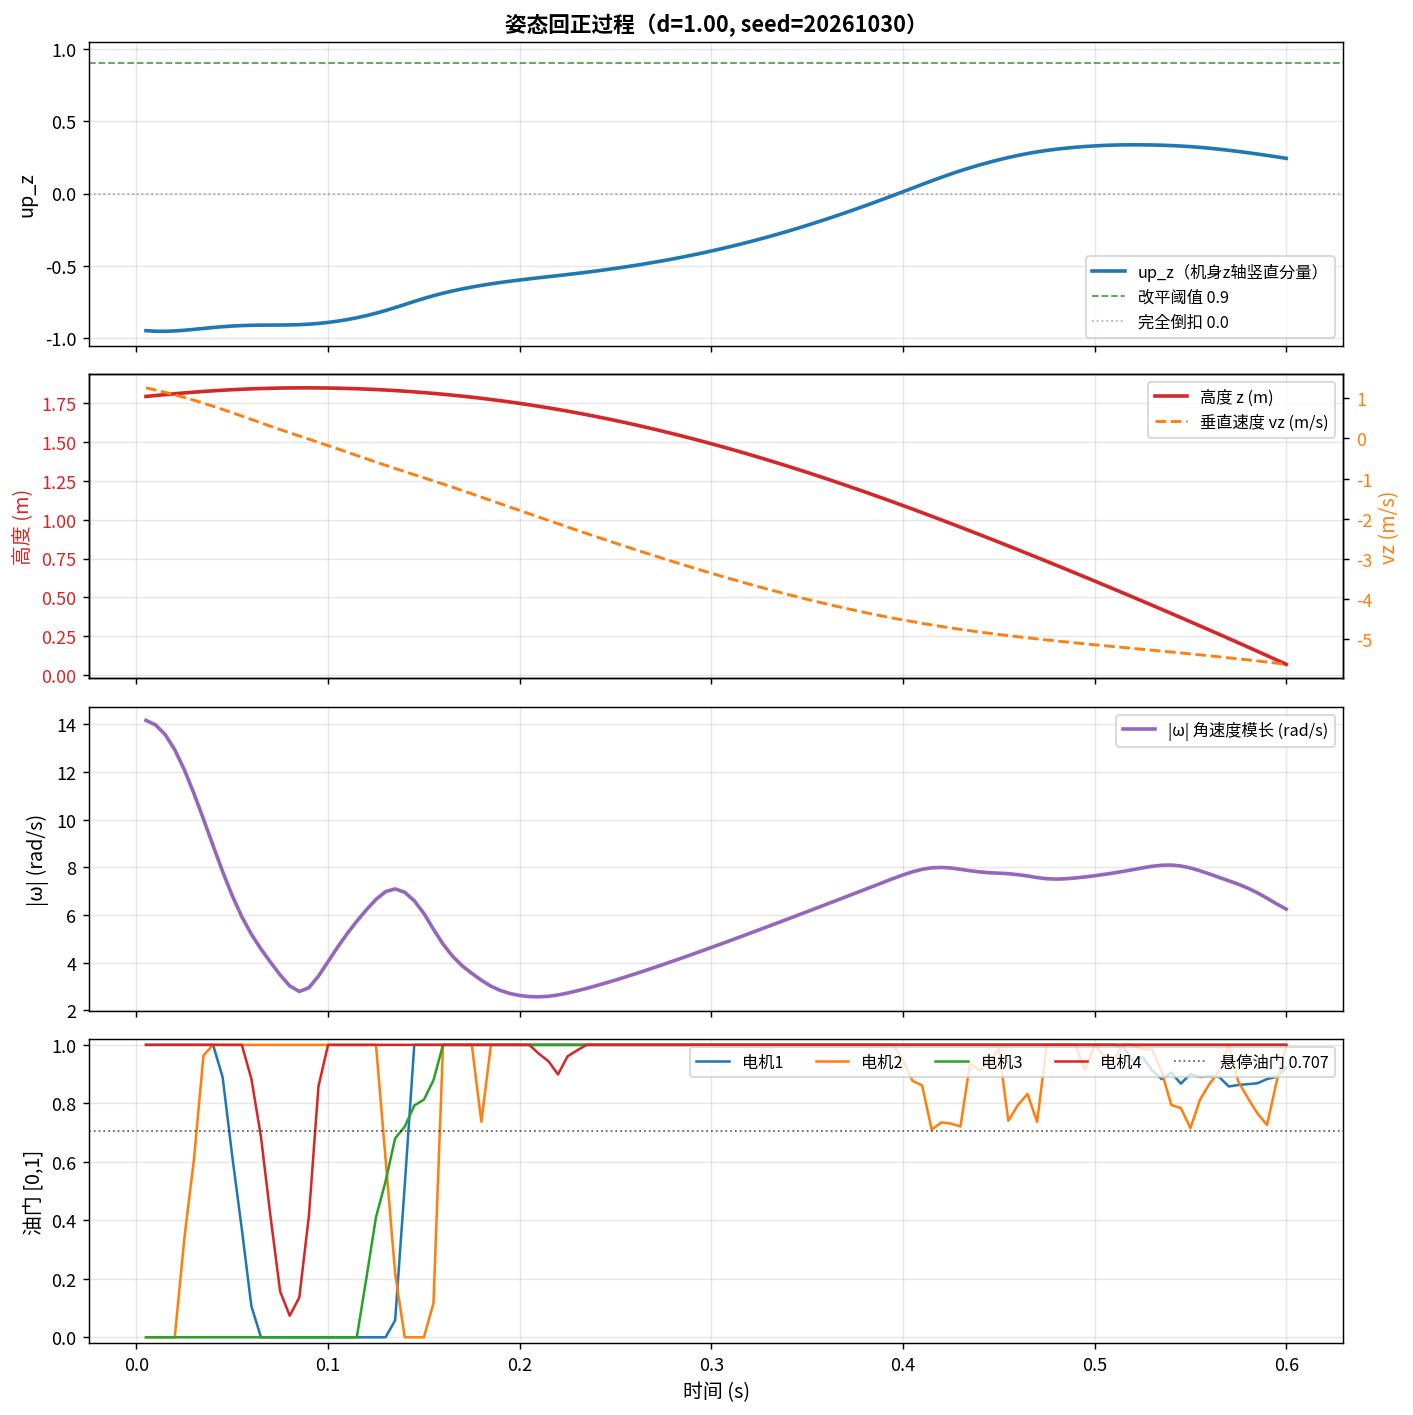 姿态回正过程（d=1.00, seed=20261030）
1.0
0.5
0.0
-0.5
-1.0
up_z
up_z（机身z轴竖直分量）
改平阈值 0.9
完全倒扣 0.0
1.75
1.50
1.25
1.00
0.75
0.50
0.25
0.00
高度 (m)
高度 z (m)
垂直速度 vz (m/s)
1
0
-1
-2
-3
-4
-5
vz (m/s)
14
12
10
8
6
4
2
|ω| (rad/s)
|ω| 角速度模长 (rad/s)
1.0
0.8
0.6
0.4
0.2
0.0
油门 [0,1]
电机1 电机2 电机3 电机4 悬停油门 0.707
0.0 0.1 0.2 0.3 0.4 0.5 0.6
时间 (s)